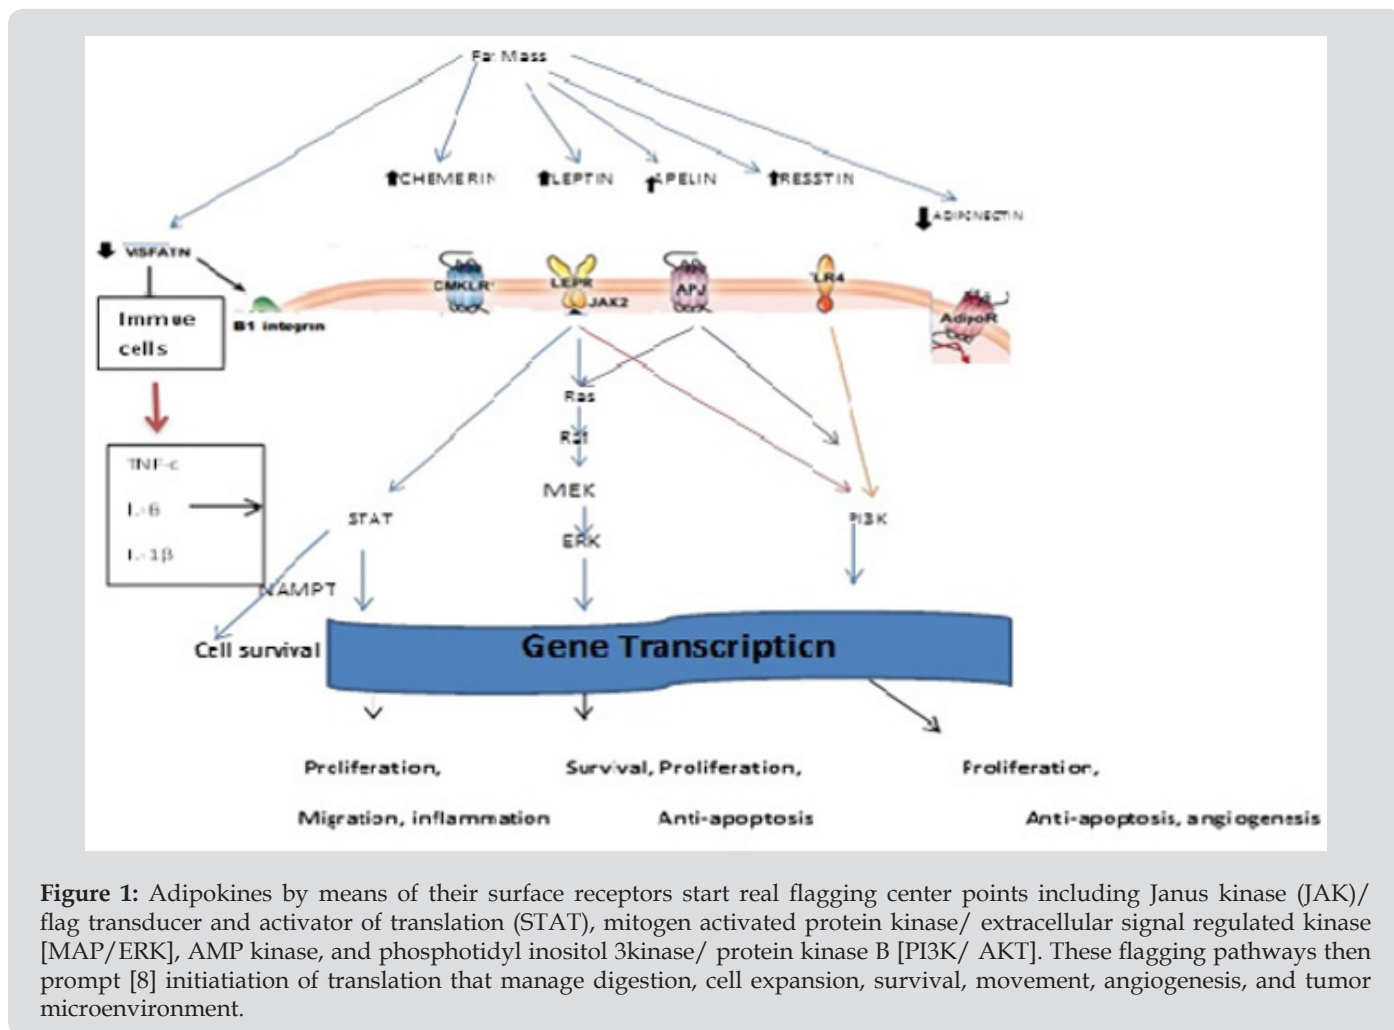 Fat Mass
CHEMERIN
LEPTIN
APELIN
RESSTIN
ADIPONECTIN
VISFATN
CMKLR1
LEPR
JAK2
APJ
TLR4
AdipoR
B1 integrin
Immue
cells
Ras
Raf
MEK
ERK
STAT
PI3K
IL-6
IL-1β
NAMPT
Cell survival
Gene Transcription
Proliferation,
Migration, inflammation
Survival, Proliferation,
Anti-apoptosis
Proliferation,
Anti-apoptosis, angiogenesis
Figure 1: Adipokines by means of their surface receptors start real flagging center points including Janus kinase (JAK)/
flag transducer and activator of translation (STAT), mitogen activated protein kinase/ extracellular signal regulated kinase
[MAP/ERK], AMP kinase, and phosphotidyl inositol 3kinase/ protein kinase B [PI3K/ AKT]. These flagging pathways then
prompt [8] initiatiation of translation that manage digestion, cell expansion, survival, movement, angiogenesis, and tumor
microenvironment.